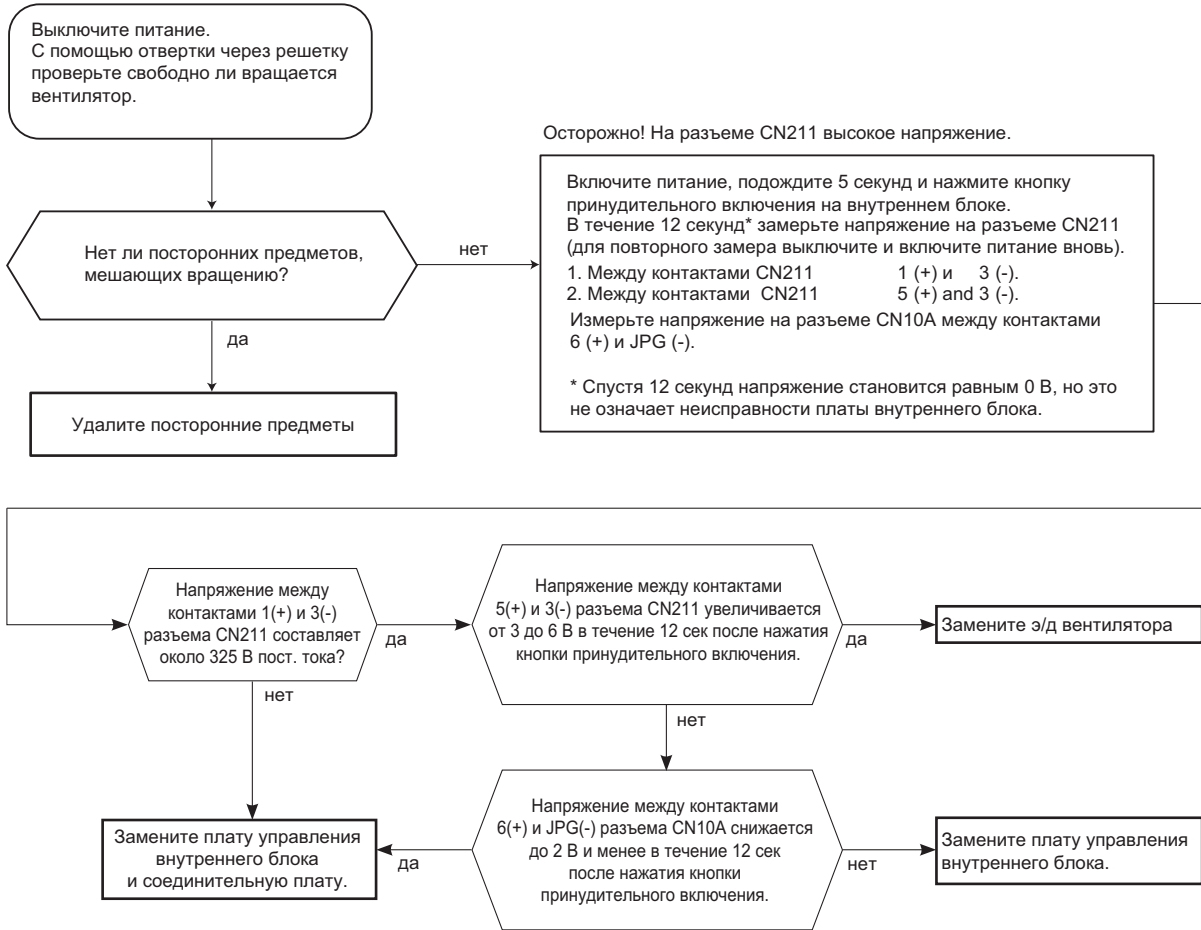 Выключите питание.
С помощью отвертки через решетку
проверьте свободно ли вращается
вентилятор.
Осторожно! На разъеме CN211 высокое напряжение.
Нет ли посторонних предметов,
мешающих вращению?
нет
да
Удалите посторонние предметы
Включите питание, подождите 5 секунд и нажмите кнопку
принудительного включения на внутреннем блоке.
В течение 12 секунд* замерьте напряжение на разъеме CN211
(для повторного замера выключите и включите питание вновь).
1. Между контактами CN211 1 (+) и 3 (-).
2. Между контактами CN211 5 (+) and 3 (-).
Измерьте напряжение на разъеме CN10A между контактами
6 (+) и JPG (-).
* Спустя 12 секунд напряжение становится равным 0 В, но это
не означает неисправности платы внутреннего блока.
Напряжение между
контактами 1(+) и 3(-)
разъема CN211 составляет
около 325 В пост. тока?
да
нет
Напряжение между контактами
5(+) и 3(-) разъема CN211 увеличивается
от 3 до 6 В в течение 12 сек после нажатия
кнопки принудительного включения.
да
нет
Замените э/д вентилятора
Замените плату управления
внутреннего блока
и соединительную плату.
да
Напряжение между контактами
6(+) и JPG(-) разъема CN10A снижается
до 2 В и менее в течение 12 сек
после нажатия кнопки
принудительного включения.
нет
Замените плату управления
внутреннего блока.